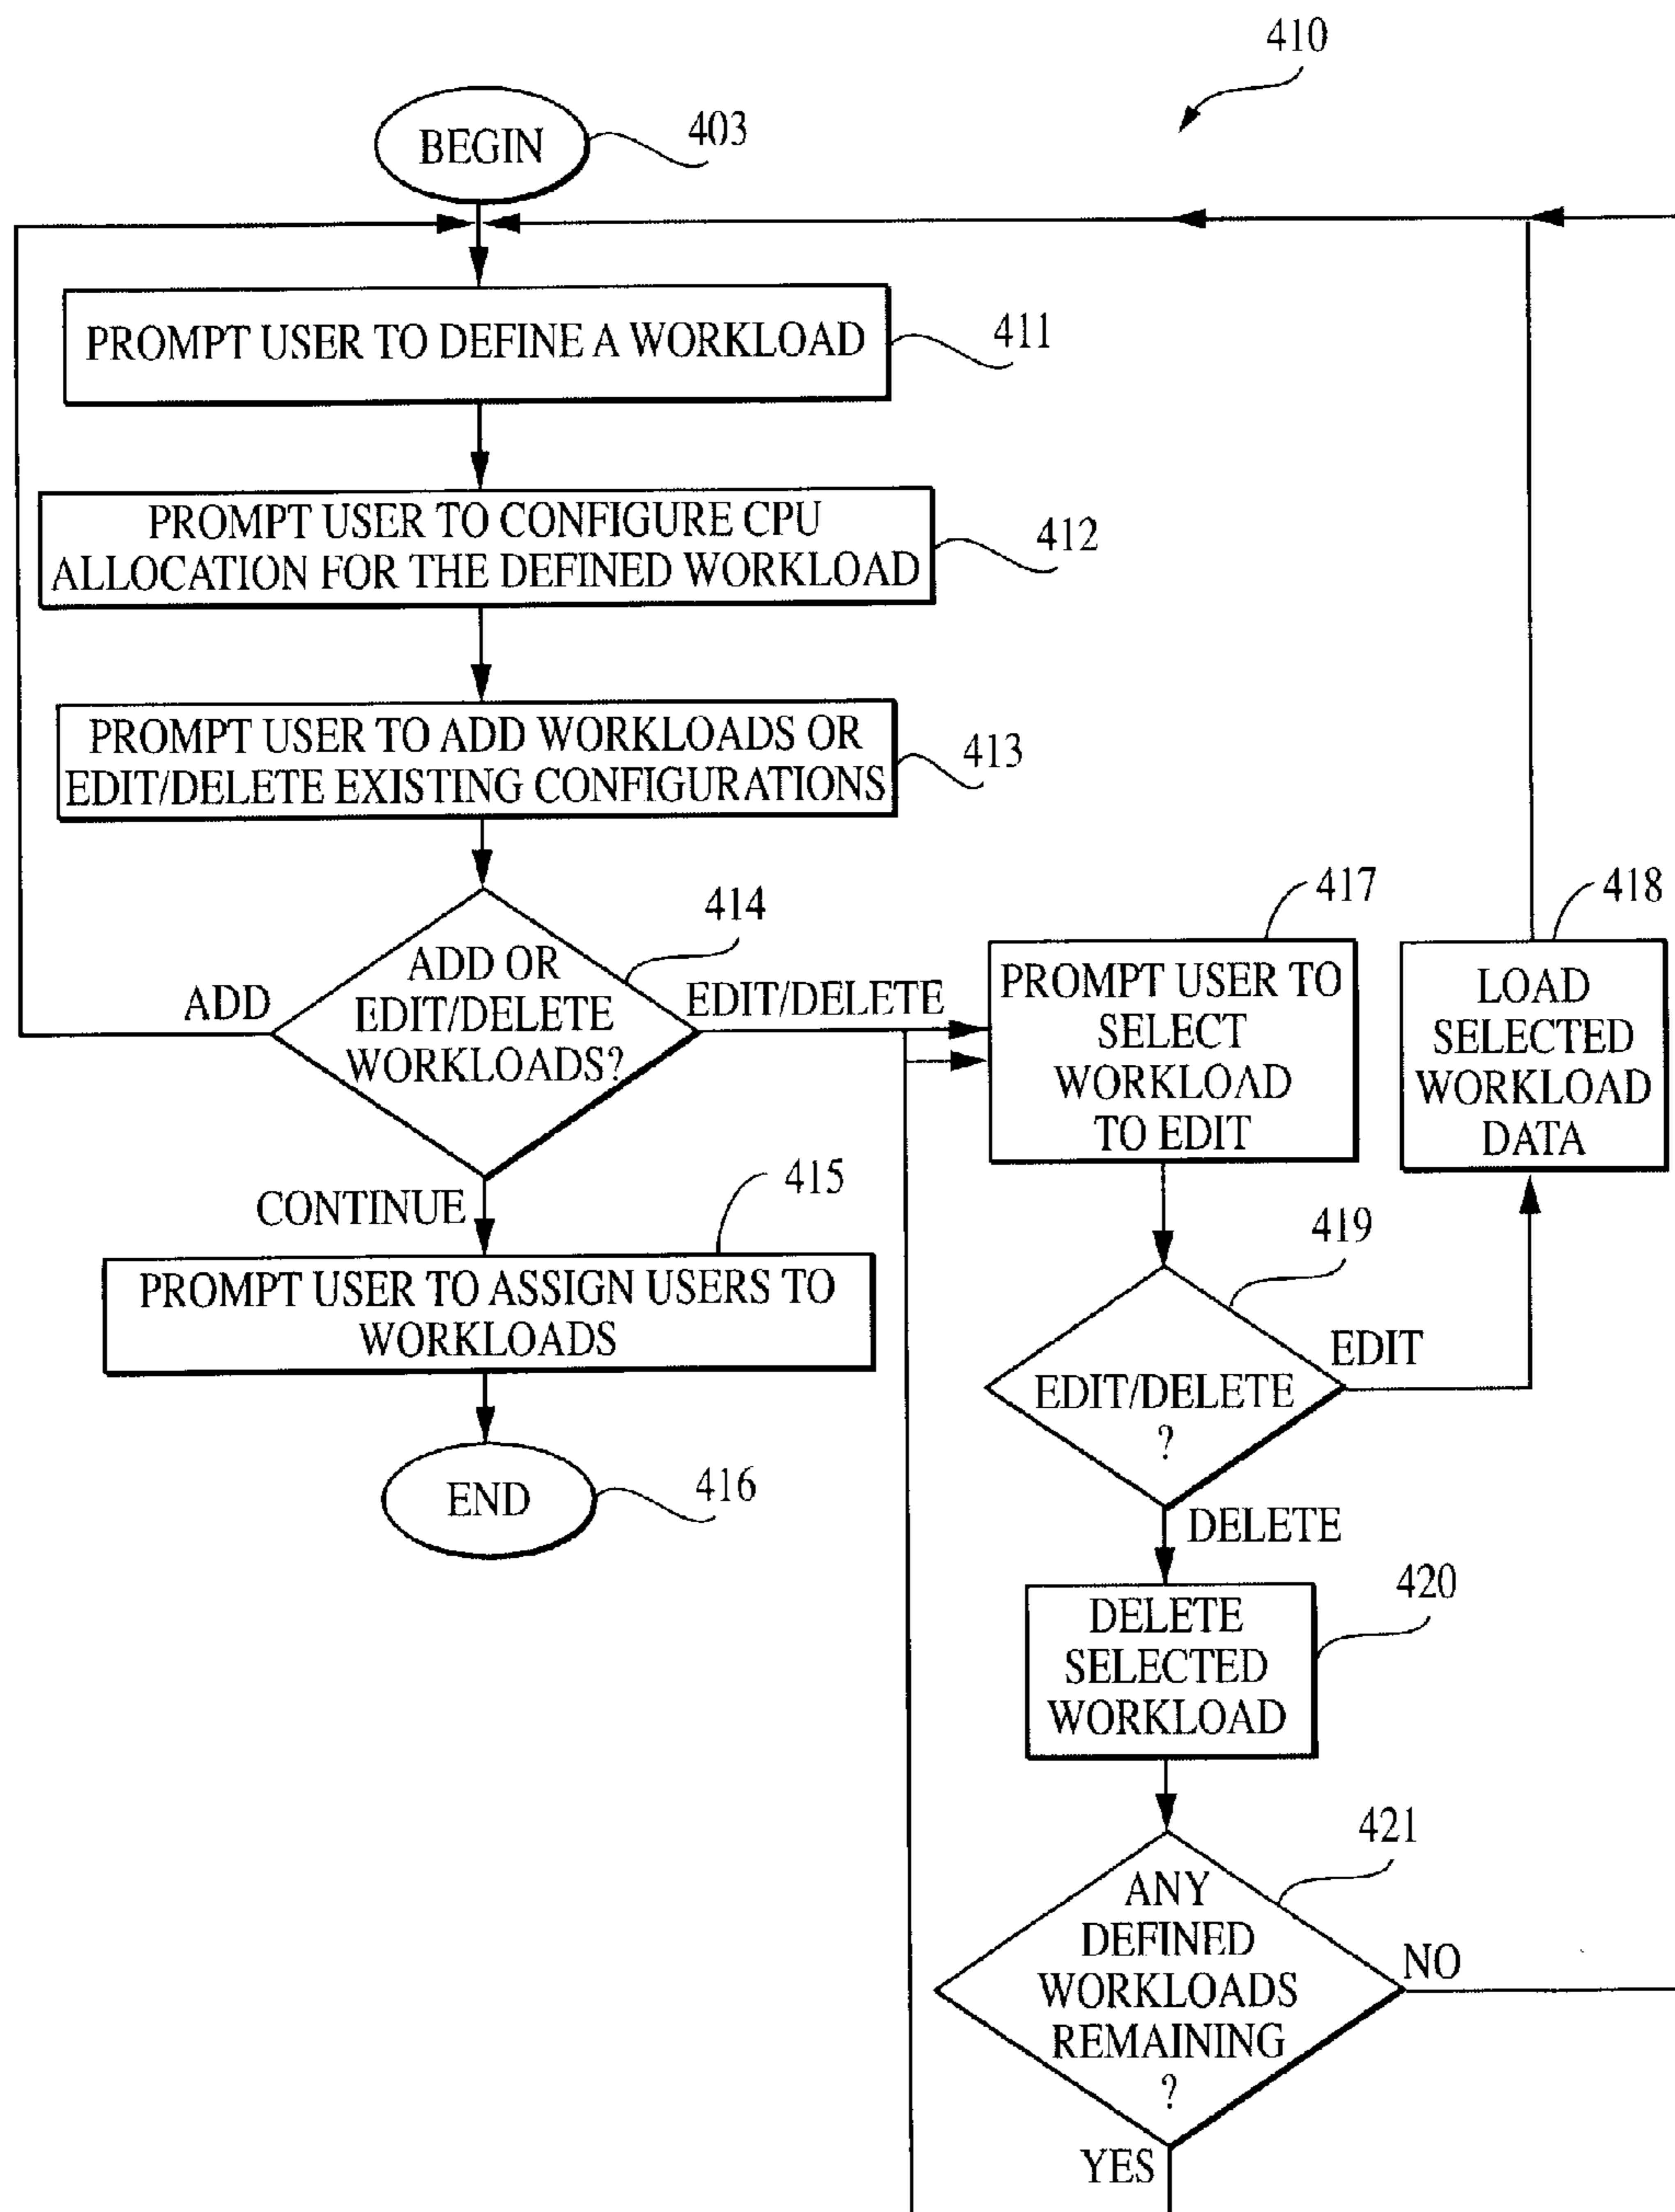 410
BEGIN
403
PROMPT USER TO DEFINE A WORKLOAD
411
PROMPT USER TO CONFIGURE CPU
ALLOCATION FOR THE DEFINED WORKLOAD
412
PROMPT USER TO ADD WORKLOADS OR
EDIT/DELETE EXISTING CONFIGURATIONS
413
ADD OR
EDIT/DELETE
WORKLOADS?
414
ADD
EDIT/DELETE
CONTINUE
PROMPT USER TO ASSIGN USERS TO
WORKLOADS
415
END
416
PROMPT USER TO
SELECT
WORKLOAD
TO EDIT
417
LOAD
SELECTED
WORKLOAD
DATA
418
EDIT/DELETE
?
419
EDIT
DELETE
DELETE
SELECTED
WORKLOAD
420
ANY
DEFINED
WORKLOADS
REMAINING
?
421
NO
YES